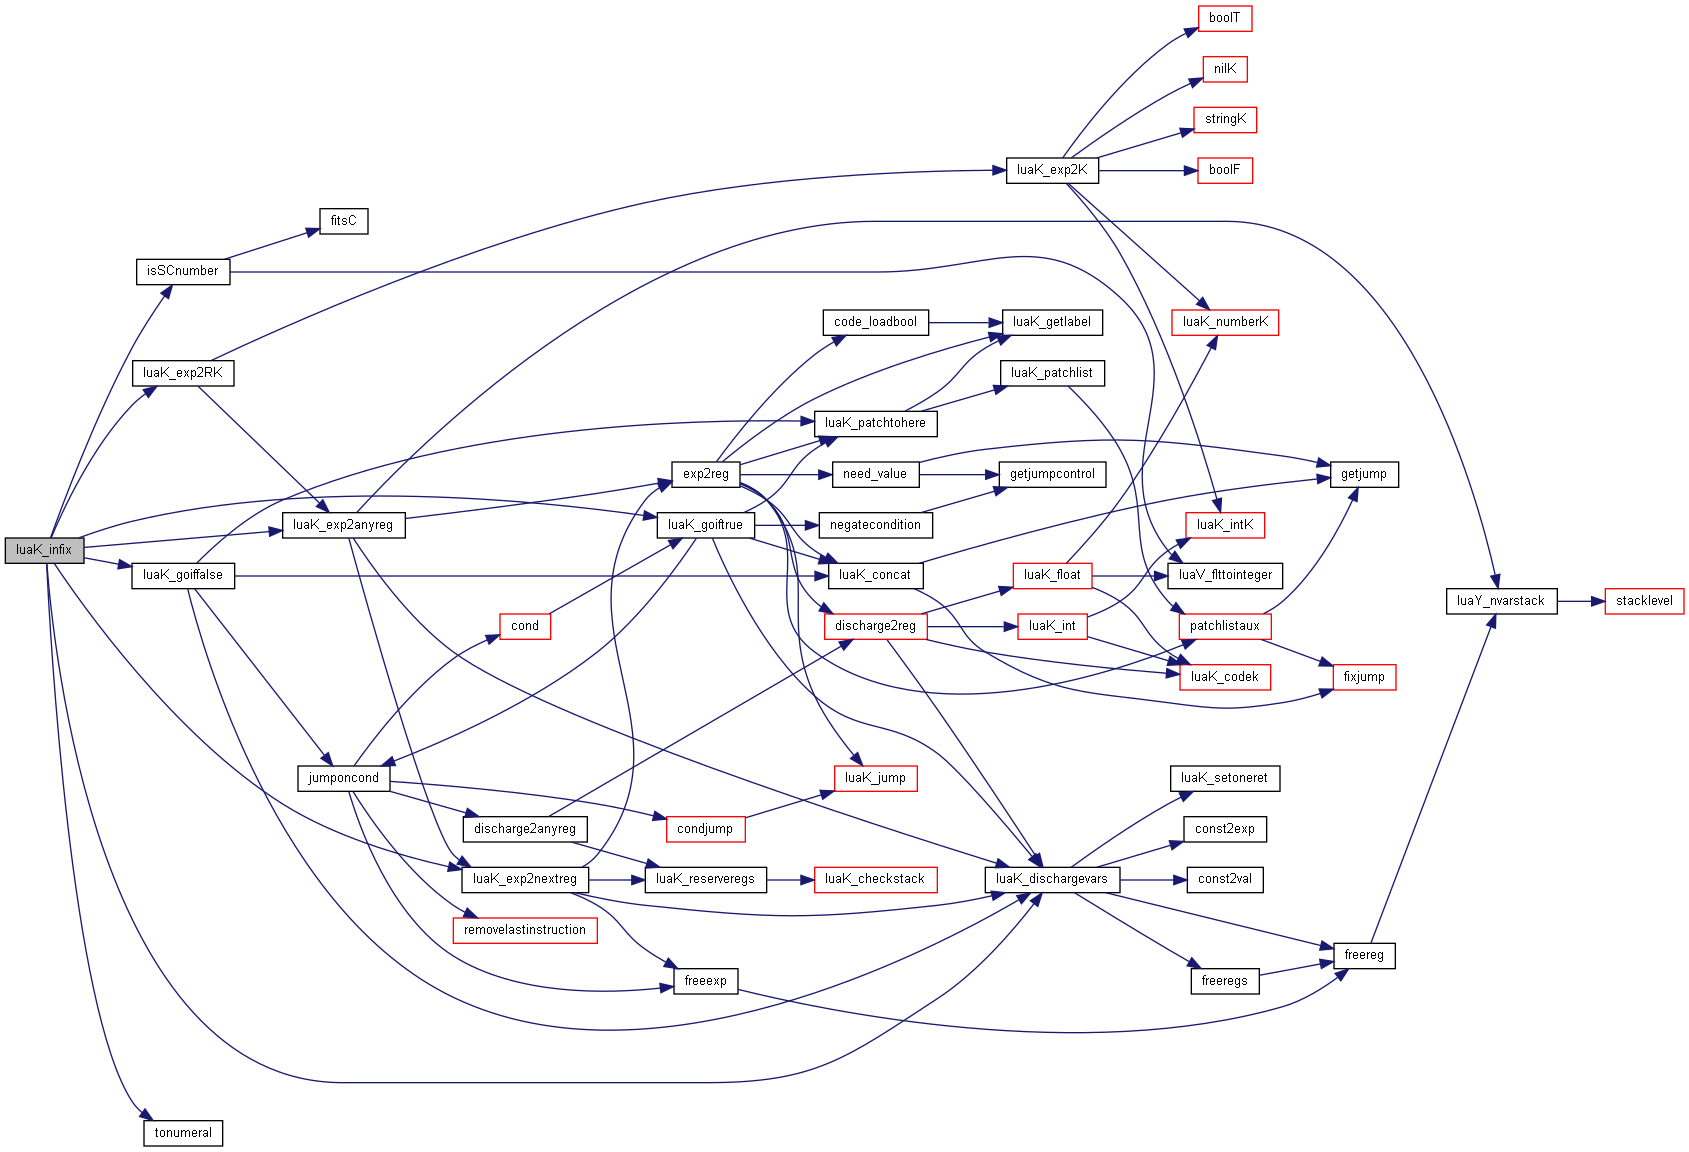 boolT
nilK
stringK
luaK_exp2K
boolF
fitsC
isSCnumber
code_loadbool
luaK_getlabel
luaK_numberK
luaK_exp2RK
luaK_patchlist
luaK_patchtohere
exp2reg
need_value
getjumpcontrol
getjump
luaK_exp2anyreg
luaK_goiftrue
negatecondition
luaK_intK
luaK_infix
luaK_goiffalse
luaK_concat
luaK_float
luaV_flttointeger
luaY_nvarstack
stacklevel
cond
discharge2reg
luaK_int
patchlistaux
luaK_codek
fixjump
jumponcond
luaK_jump
luaK_setoneret
discharge2anyreg
condjump
const2exp
luaK_exp2nextreg
luaK_reserveregs
luaK_checkstack
luaK_dischargevars
const2val
removelastinstruction
freereg
freeexp
freeregs
tonumeral